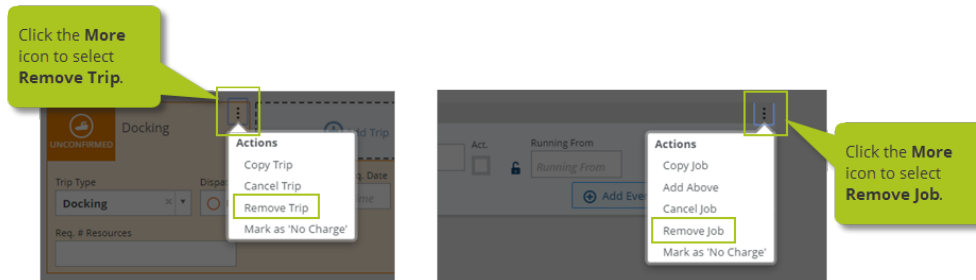 Click the More
icon to select
Remove Trip.
UNCONFIRMED
Docking
Add Trip
Actions
Copy Trip
Cancel Trip
Remove Trip
Mark as 'No Charge'
Trip Type
Docking
Req. # Resources
Act.
Running From
Running From
Actions
Copy Job
Add Above
Cancel Job
Remove Job
Mark as 'No Charge'
Click the More
icon to select
Remove Job.